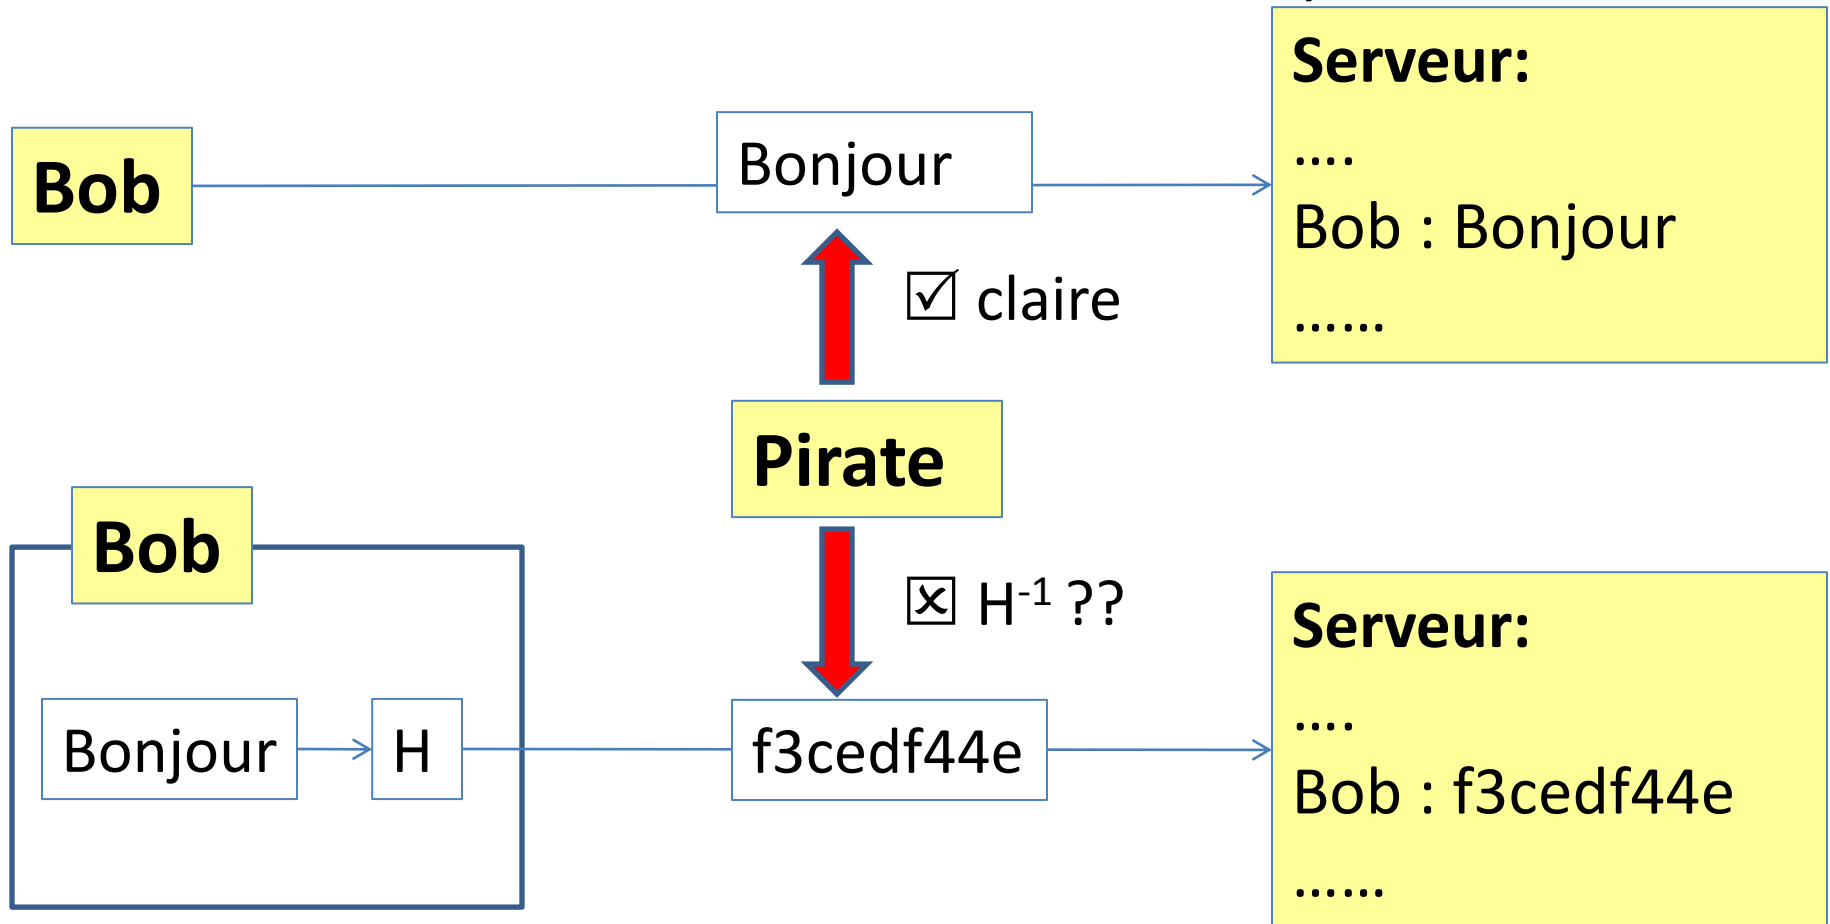 Bob
Bonjour
Serveur:
....
Bob : Bonjour
......
☑ claire
Pirate
Bob
☒ H-1 ??
Bonjour
H
f3cedf44e
Serveur:
....
Bob : f3cedf44e
......